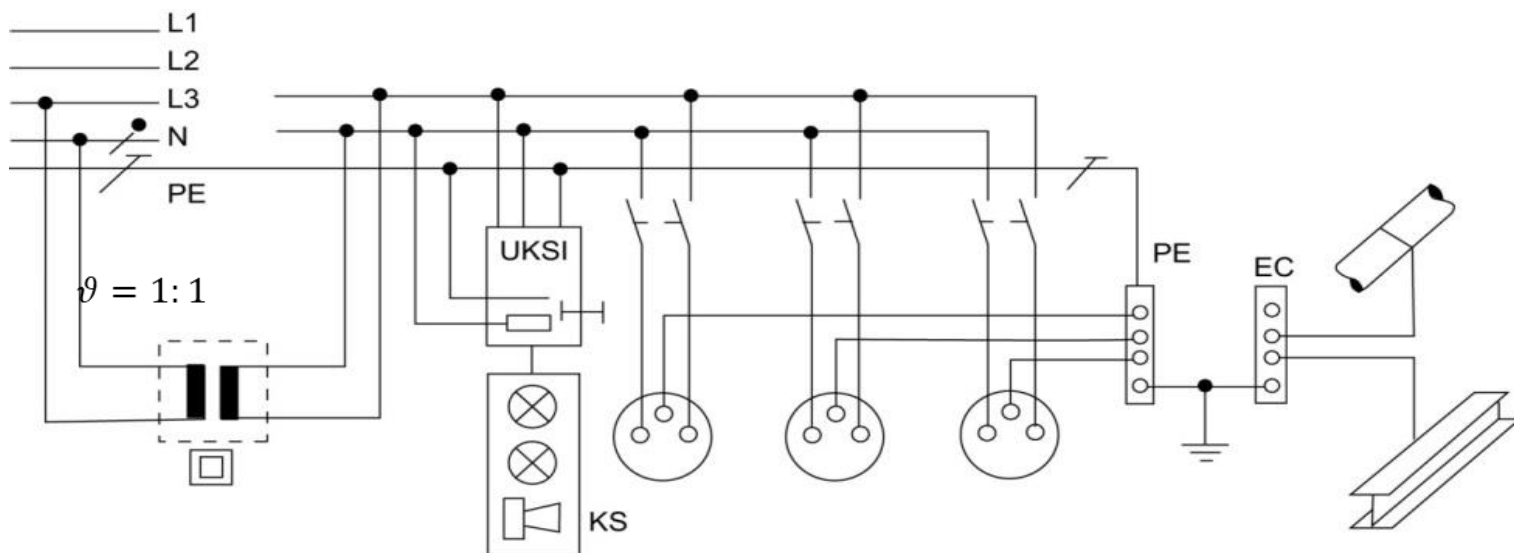 L1
L2
L3
N
PE
UKSI
PE
EC
𝜗 = 1: 1
KS